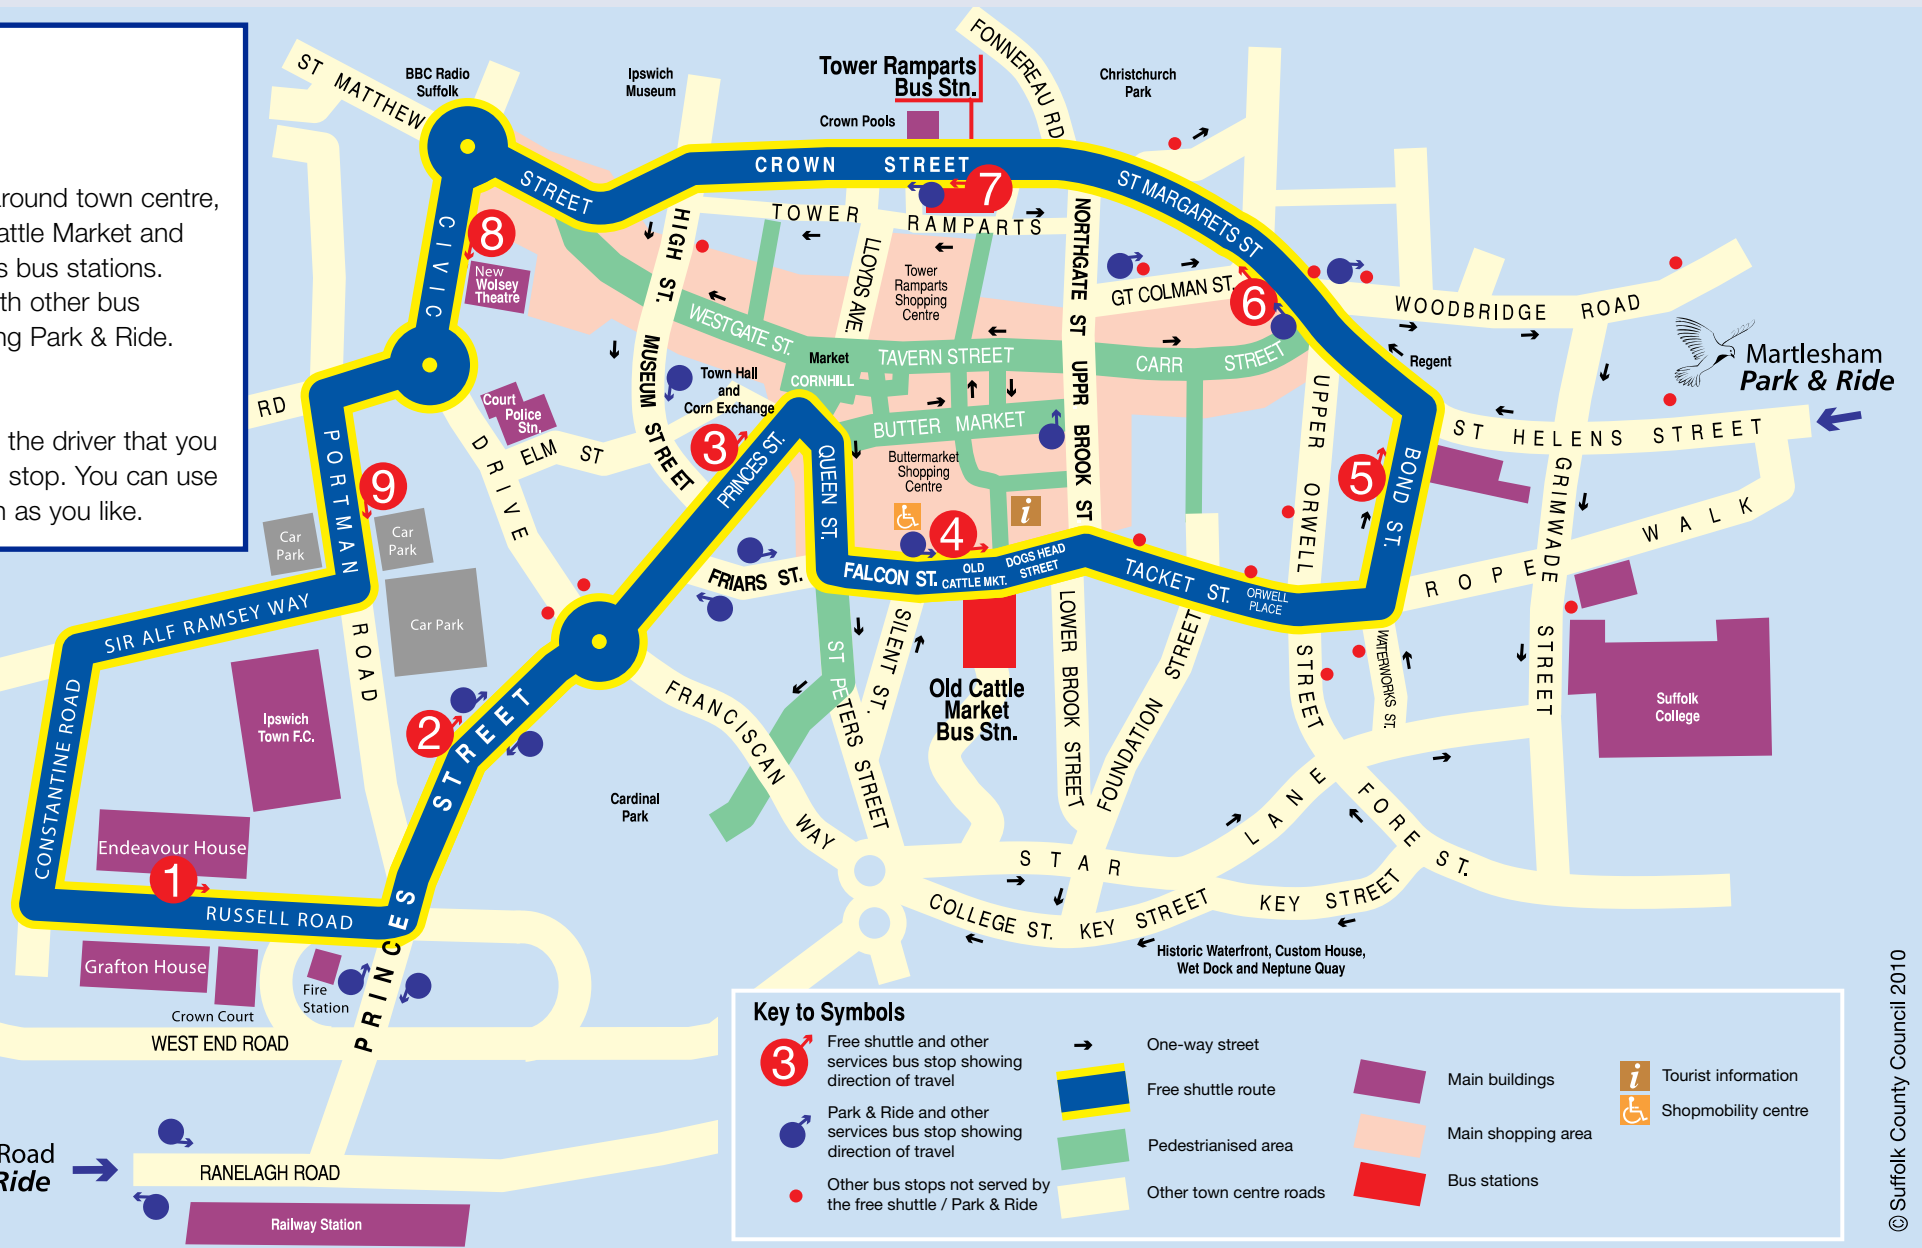 around town centre,
attle Market and
s bus stations.
th other bus
ng Park & Ride.
the driver that you
stop. You can use
n as you like.
ST MATTHEW
BBC Radio
Suffolk
Ipswich
Museum
Tower Ramparts
Bus Stn.
Crown Pools
FONNEREAU RD
Christchurch
Park
STREET
CROWN STREET
7
ST MARGARETS ST
TOWER
RAMPARTS
CIVIC
8
New
Wolsey
Theatre
HIGH ST.
LLOYDS AVE.
Tower
Ramparts
Shopping
Centre
NORTHGATE ST
GT COLMAN ST.
6
WOODBRIDGE ROAD
Martlesham
Park & Ride
WESTGATE ST.
Market
CORNHILL
TAVERN STREET
CARR STREET
Regent
MUSEUM STREET
Town Hall
and
Corn Exchange
BUTTER MARKET
UPPR BROOK ST
UPPER ORWELL STREET
ST HELENS STREET
RD
Court
Police
Stn.
ELM ST
DRIVE
3
PRINCES ST.
QUEEN ST.
Buttermarket
Shopping
Centre
i
5
BOND ST.
GRIMWADE STREET
ROPE WALK
PORTMAN ROAD
9
Car
Park
Car
Park
Car Park
4
FRIARS ST.
FALCON ST.
OLD
CATTLE MKT.
DOGS HEAD
STREET
TACKET ST.
ORWELL
PLACE
SIR ALF RAMSEY WAY
CONSTANTINE ROAD
Ipswich
Town F.C.
2
STREET
FRANCISCAN WAY
ST PETERS STREET
SILENT ST.
Old Cattle
Market
Bus Stn.
LOWER BROOK STREET
FOUNDATION STREET
WATERWORKS ST.
Suffolk
College
Cardinal
Park
Endeavour House
1
RUSSELL ROAD
PRINCES
STAR LANE
FORE ST.
COLLEGE ST.
KEY STREET
KEY STREET
Historic Waterfront, Custom House,
Wet Dock and Neptune Quay
Grafton House
Crown Court
Fire
Station
WEST END ROAD
Road
Ride
RANELAGH ROAD
Railway Station
Key to Symbols
3
Free shuttle and other
services bus stop showing
direction of travel
Park & Ride and other
services bus stop showing
direction of travel
Other bus stops not served by
the free shuttle / Park & Ride
One-way street
Free shuttle route
Pedestrianised area
Other town centre roads
Main buildings
Main shopping area
Bus stations
i
Tourist information
Shopmobility centre
© Suffolk County Council 2010